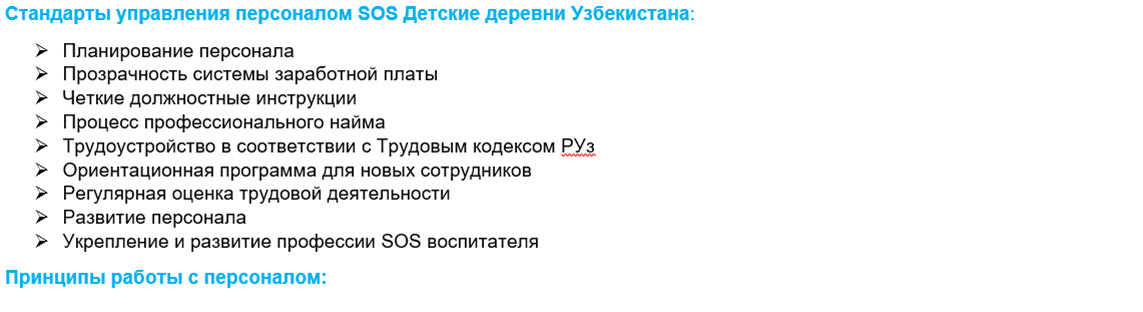 Стандарты управления персоналом SOS Детские деревни Узбекистана:
➢ Планирование персонала
➢ Прозрачность системы заработной платы
➢ Четкие должностные инструкции
➢ Процесс профессионального найма
➢ Трудоустройство в соответствии с Трудовым кодексом РУз
➢ Ориентационная программа для новых сотрудников
➢ Регулярная оценка трудовой деятельности
➢ Развитие персонала
➢ Укрепление и развитие профессии SOS воспитателя
Принципы работы с персоналом: